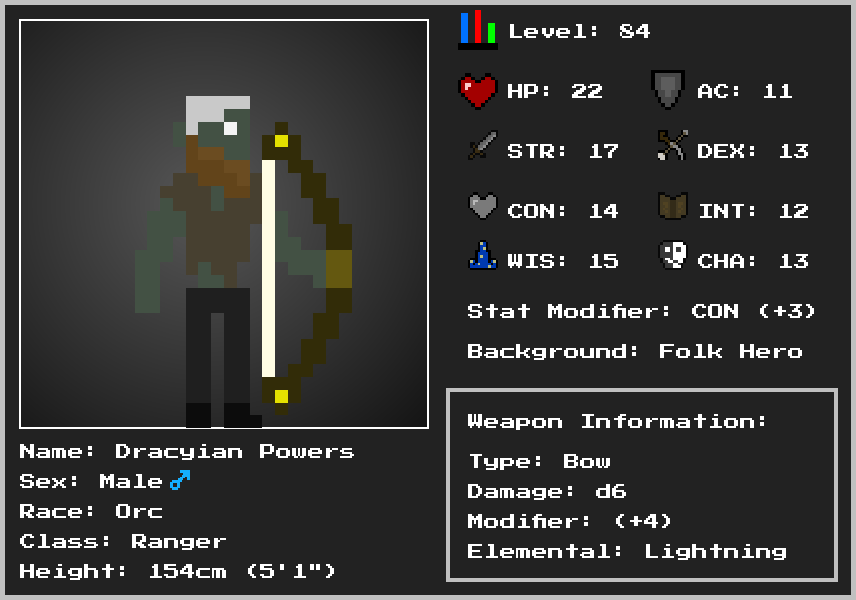 Level: 84
HP: 22
AC: 11
STR: 17
DEX: 13
CON: 14
INT: 12
WIS: 15
CHA: 13
Stat Modifier: CON (+3)
Background: Folk Hero
Weapon Information:
Type: Bow
Damage: d6
Modifier: (+4)
Elemental: Lightning
Name: Dracyian Powers
Sex: Male ♂
Race: Orc
Class: Ranger
Height: 154cm (5'1")